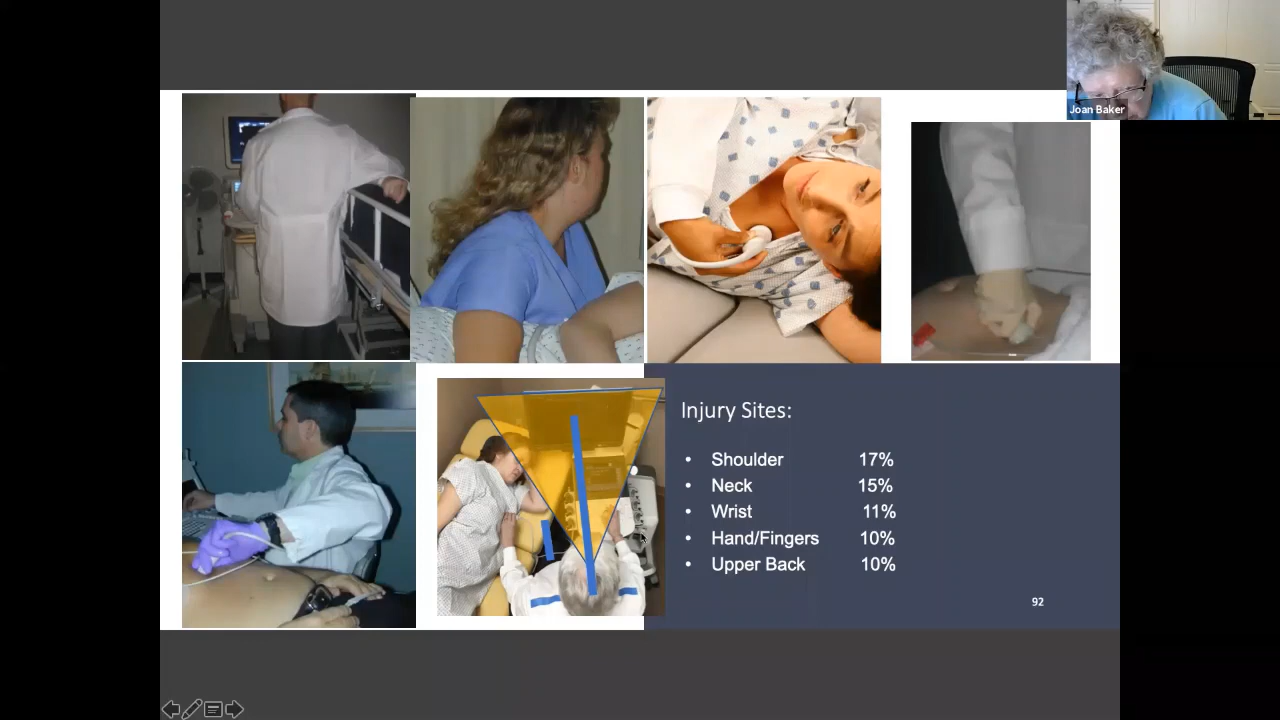 Joan Baker
Injury Sites:
• Shoulder 17%
• Neck 15%
• Wrist 11%
• Hand/Fingers 10%
• Upper Back 10%
92